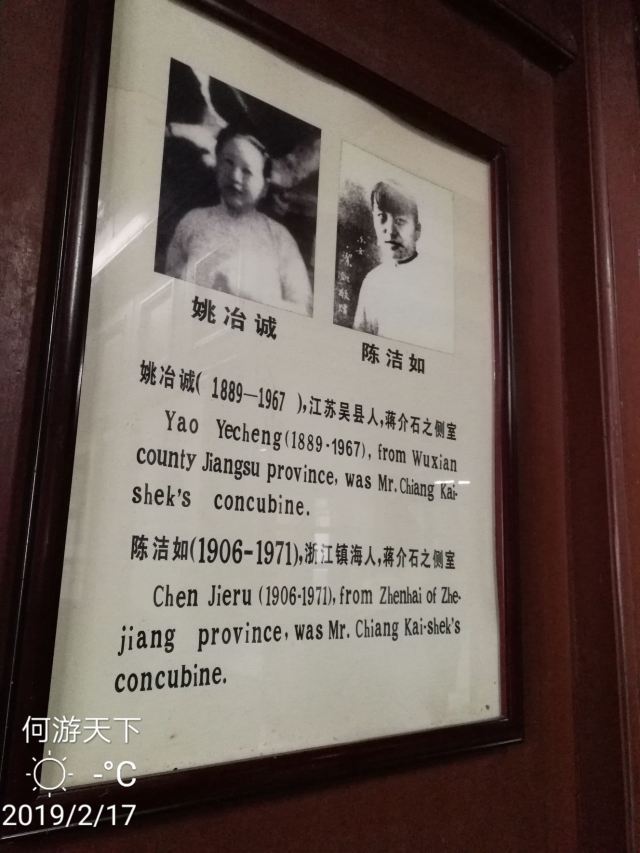 姚冶诚
陈洁如
姚冶诚( 1889—1967 ),江苏吴县人,蒋介石之侧室
Yao Yecheng(1889-1967), from Wuxian
county Jiangsu province, was Mr. Chiang Kai-
shek's concubine.
陈洁如(1906-1971),浙江镇海人,蒋介石之侧室
Chen Jieru (1906-1971), from Zhenhai of Zhe-
jiang province, was Mr. Chiang Kai-shek's
concubine.
何游天下
-°C
2019/2/17